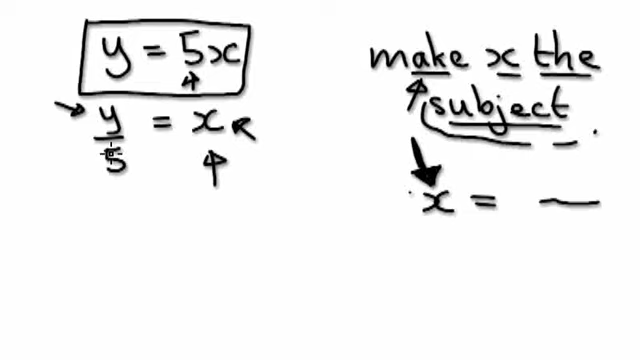 y = 5x
y/5 = x
make x the
subject
x =